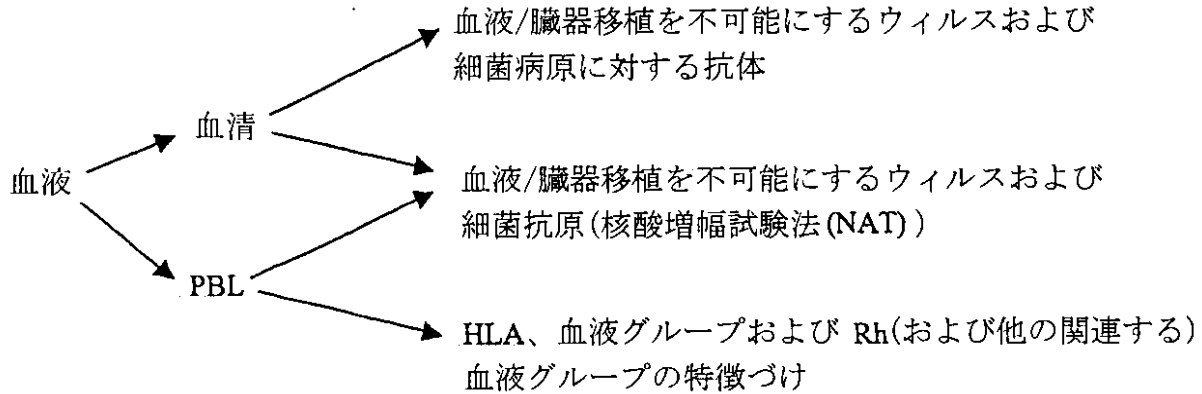 血液/臓器移植を不可能にするウィルスおよび
細菌病原に対する抗体
血清
血液
血液/臓器移植を不可能にするウィルスおよび
細菌抗原(核酸増幅試験法(NAT))
PBL
HLA、血液グループおよび Rh(および他の関連する)
血液グループの特徴づけ